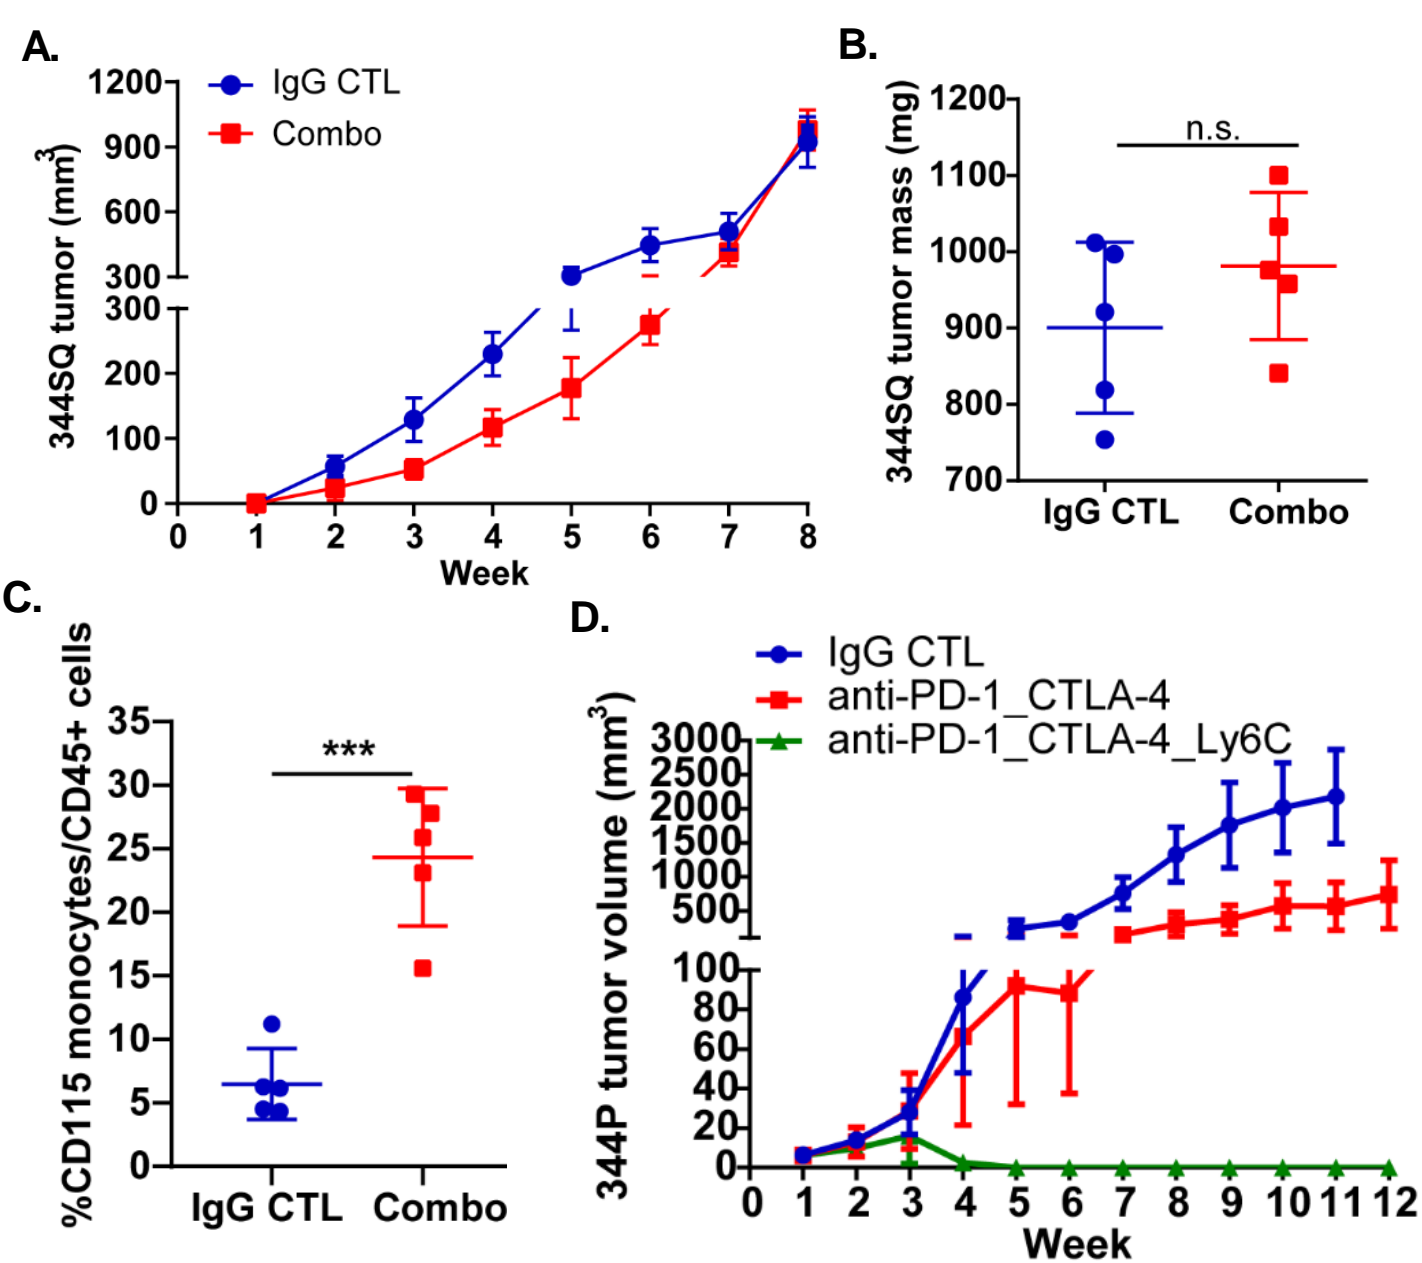 A.
IgG CTL
Combo
344SQ tumor (mm3)
1200
900
600
300
300
200
100
0
0 1 2 3 4 5 6 7 8
Week
B.
n.s.
344SQ tumor mass (mg)
1200
1100
1000
900
800
700
IgG CTL Combo
C.
***
%CD115 monocytes/CD45+ cells
35
30
25
20
15
10
5
0
IgG CTL Combo
D.
IgG CTL
anti-PD-1_CTLA-4
anti-PD-1_CTLA-4_Ly6C
344P tumor volume (mm3)
3000
2500
2000
1500
1000
500
100
80
60
40
20
0
0 1 2 3 4 5 6 7 8 9 10 11 12
Week